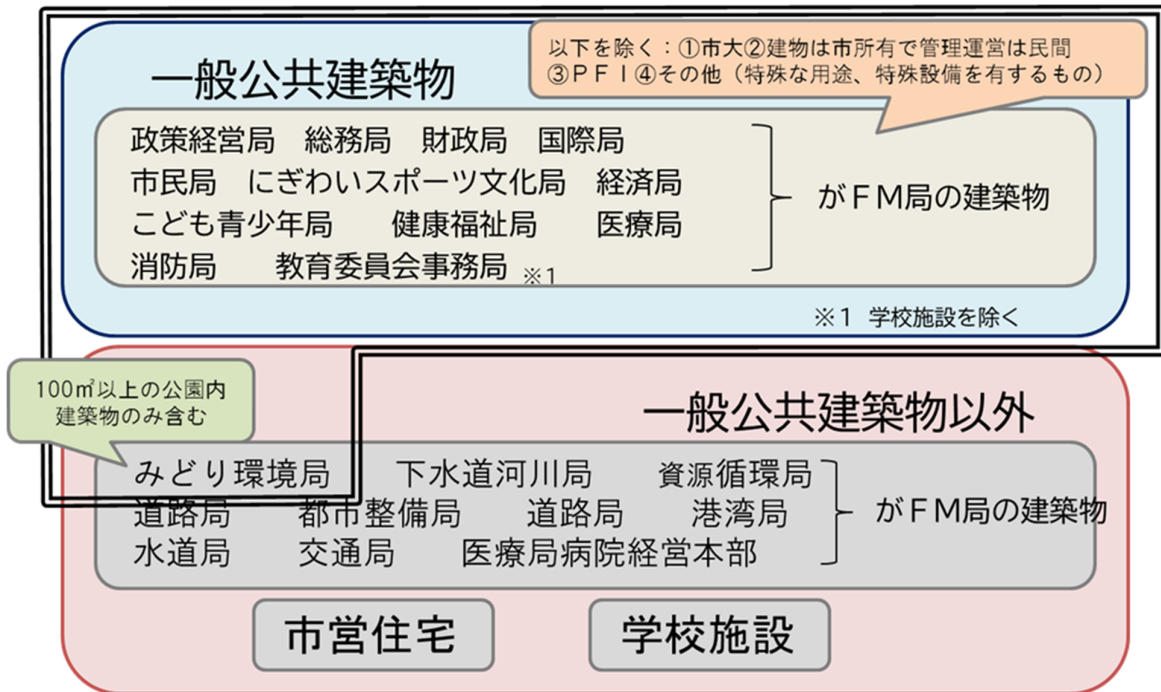 以下を除く：①市大②建物は市所有で管理運営は民間
③ＰＦＩ④その他（特殊な用途、特殊設備を有するもの）
一般公共建築物
政策経営局　総務局　財政局　国際局
市民局　にぎわいスポーツ文化局　経済局
こども青少年局　健康福祉局　医療局
消防局　教育委員会事務局 ※1
がＦＭ局の建築物
※１ 学校施設を除く
100㎡以上の公園内
建築物のみ含む
一般公共建築物以外
みどり環境局　下水道河川局　資源循環局
道路局　都市整備局　道路局　港湾局
水道局　交通局　医療局病院経営本部
がＦＭ局の建築物
市営住宅　学校施設